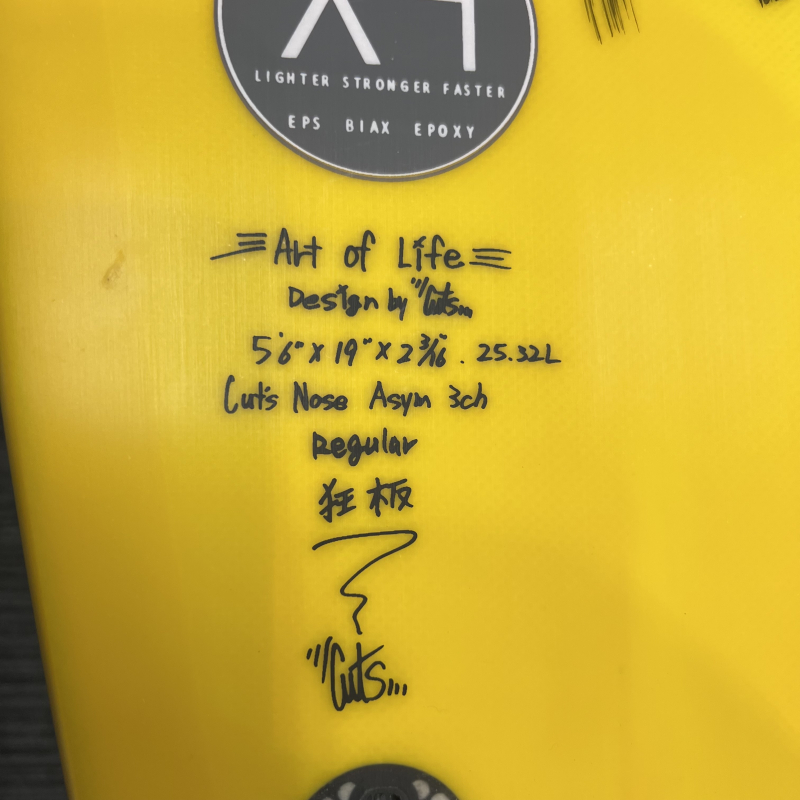 LIGHTER STRONGER FASTER
EPS BIAX EPOXY
Art of Life
Design by "Cuts...
5'6" x 19" x 2 3/16" . 25.32L
Cut's Nose Asym 3ch
Regular
狂板
"Cuts...